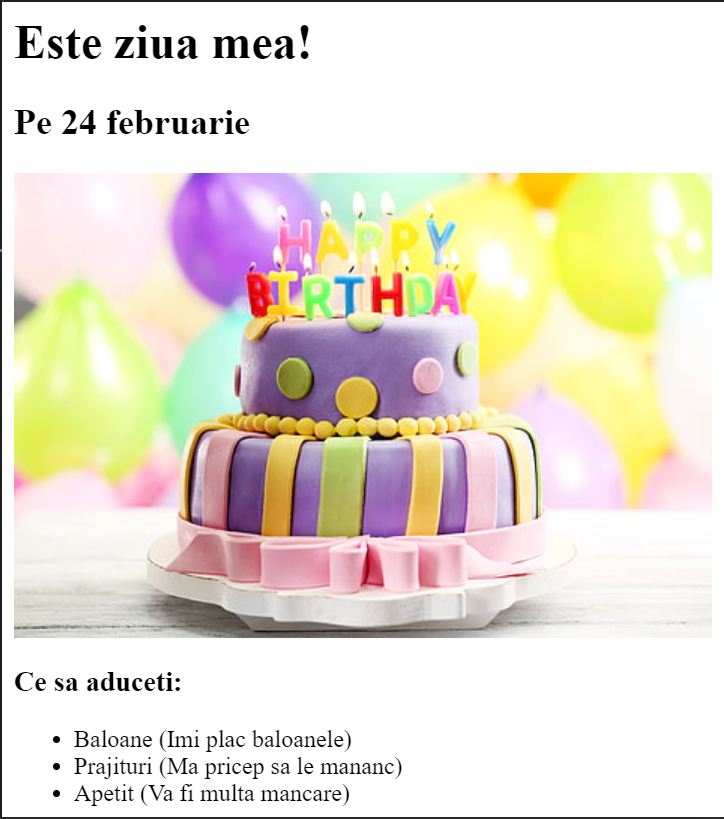 Este ziua mea!
Pe 24 februarie
HAPPY
BIRTHDAY
Ce sa aduceti:
Baloane (Imi plac baloanele)
Prajituri (Ma pricep sa le mananc)
Apetit (Va fi multa mancare)